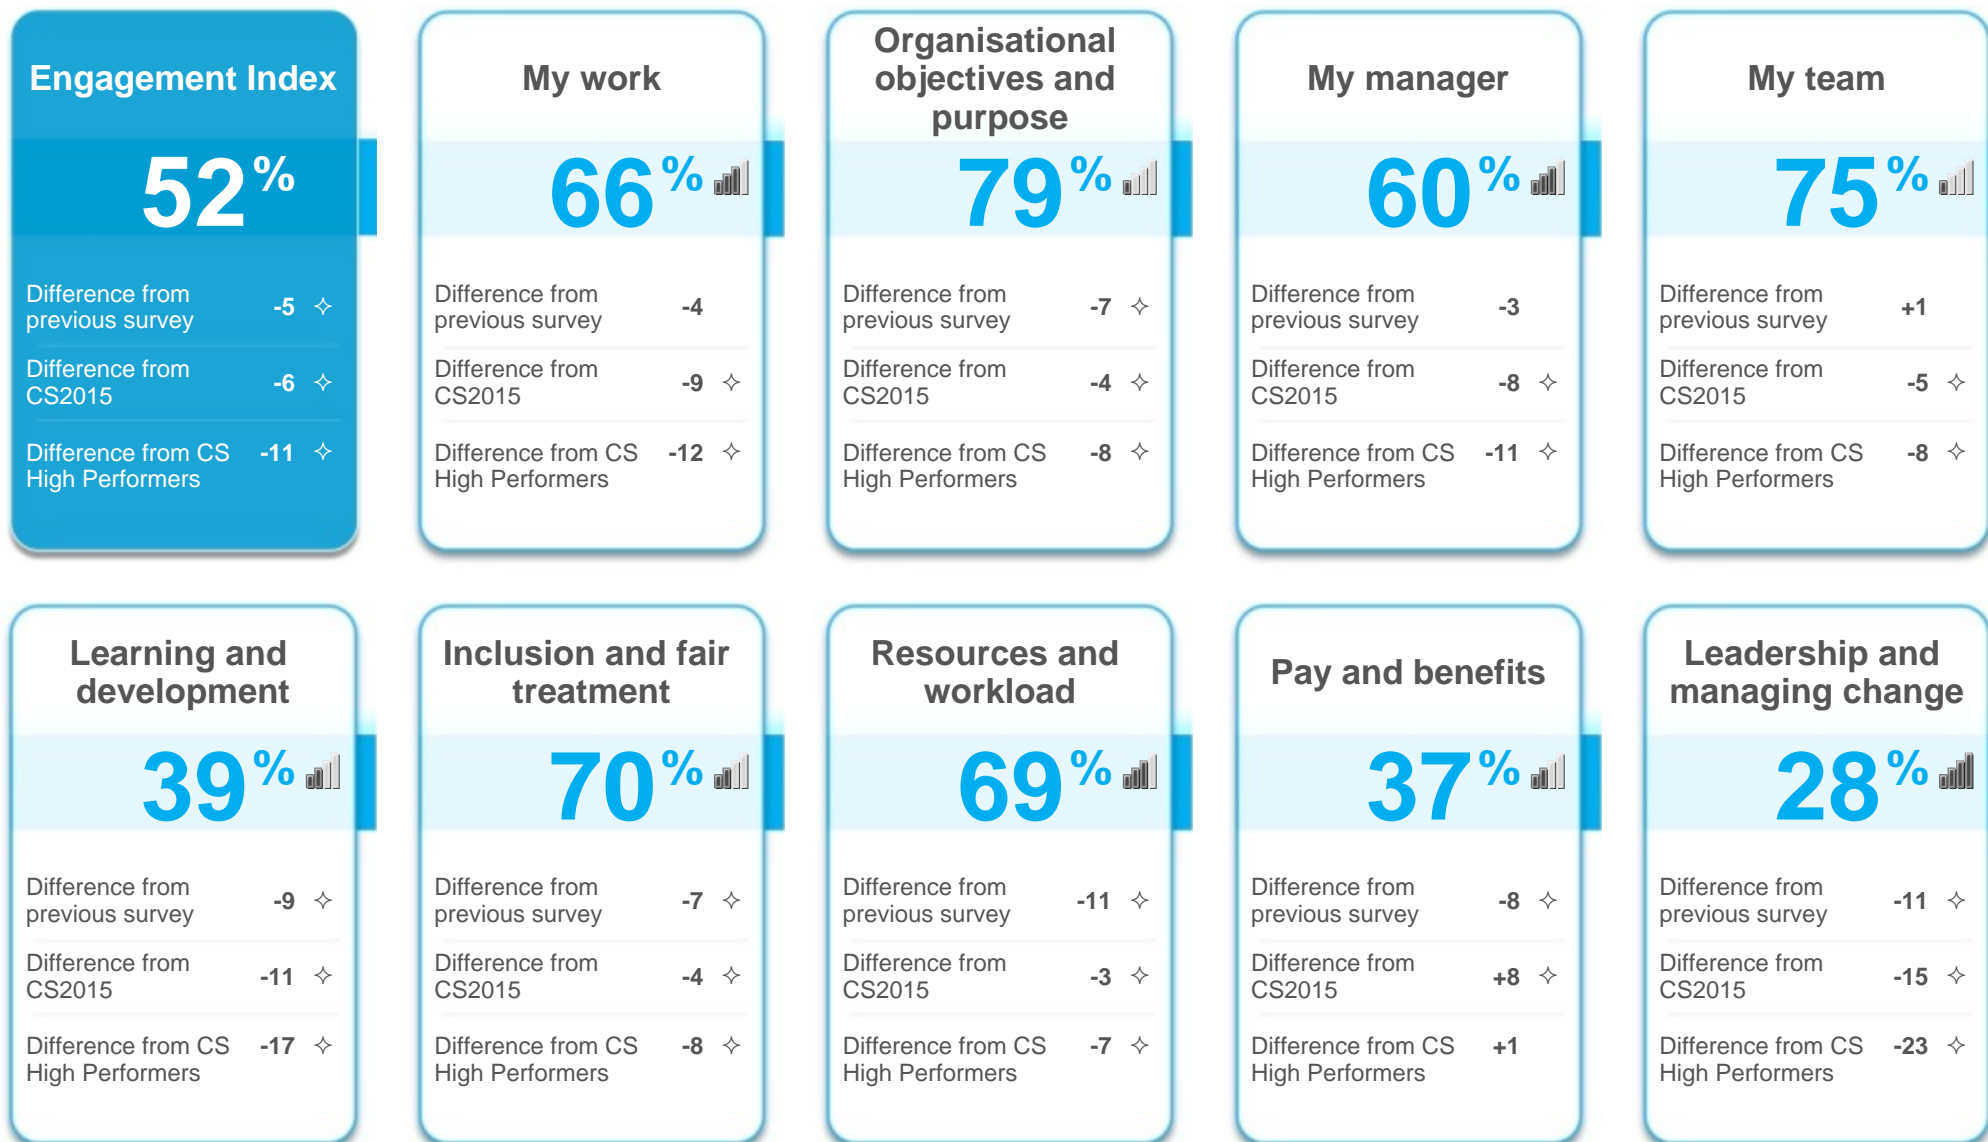 Engagement Index
52%
Difference from
previous survey
-5 ✧
Difference from
CS2015
-6 ✧
Difference from CS
High Performers
-11 ✧
My work
66%
Difference from
previous survey
-4
Difference from
CS2015
-9 ✧
Difference from CS
High Performers
-12 ✧
Organisational
objectives and
purpose
79%
Difference from
previous survey
-7 ✧
Difference from
CS2015
-4 ✧
Difference from CS
High Performers
-8 ✧
My manager
60%
Difference from
previous survey
-3
Difference from
CS2015
-8 ✧
Difference from CS
High Performers
-11 ✧
My team
75%
Difference from
previous survey
+1
Difference from
CS2015
-5 ✧
Difference from CS
High Performers
-8 ✧
Learning and
development
39%
Difference from
previous survey
-9 ✧
Difference from
CS2015
-11 ✧
Difference from CS
High Performers
-17 ✧
Inclusion and fair
treatment
70%
Difference from
previous survey
-7 ✧
Difference from
CS2015
-4 ✧
Difference from CS
High Performers
-8 ✧
Resources and
workload
69%
Difference from
previous survey
-11 ✧
Difference from
CS2015
-3 ✧
Difference from CS
High Performers
-7 ✧
Pay and benefits
37%
Difference from
previous survey
-8 ✧
Difference from
CS2015
+8 ✧
Difference from CS
High Performers
+1
Leadership and
managing change
28%
Difference from
previous survey
-11 ✧
Difference from
CS2015
-15 ✧
Difference from CS
High Performers
-23 ✧